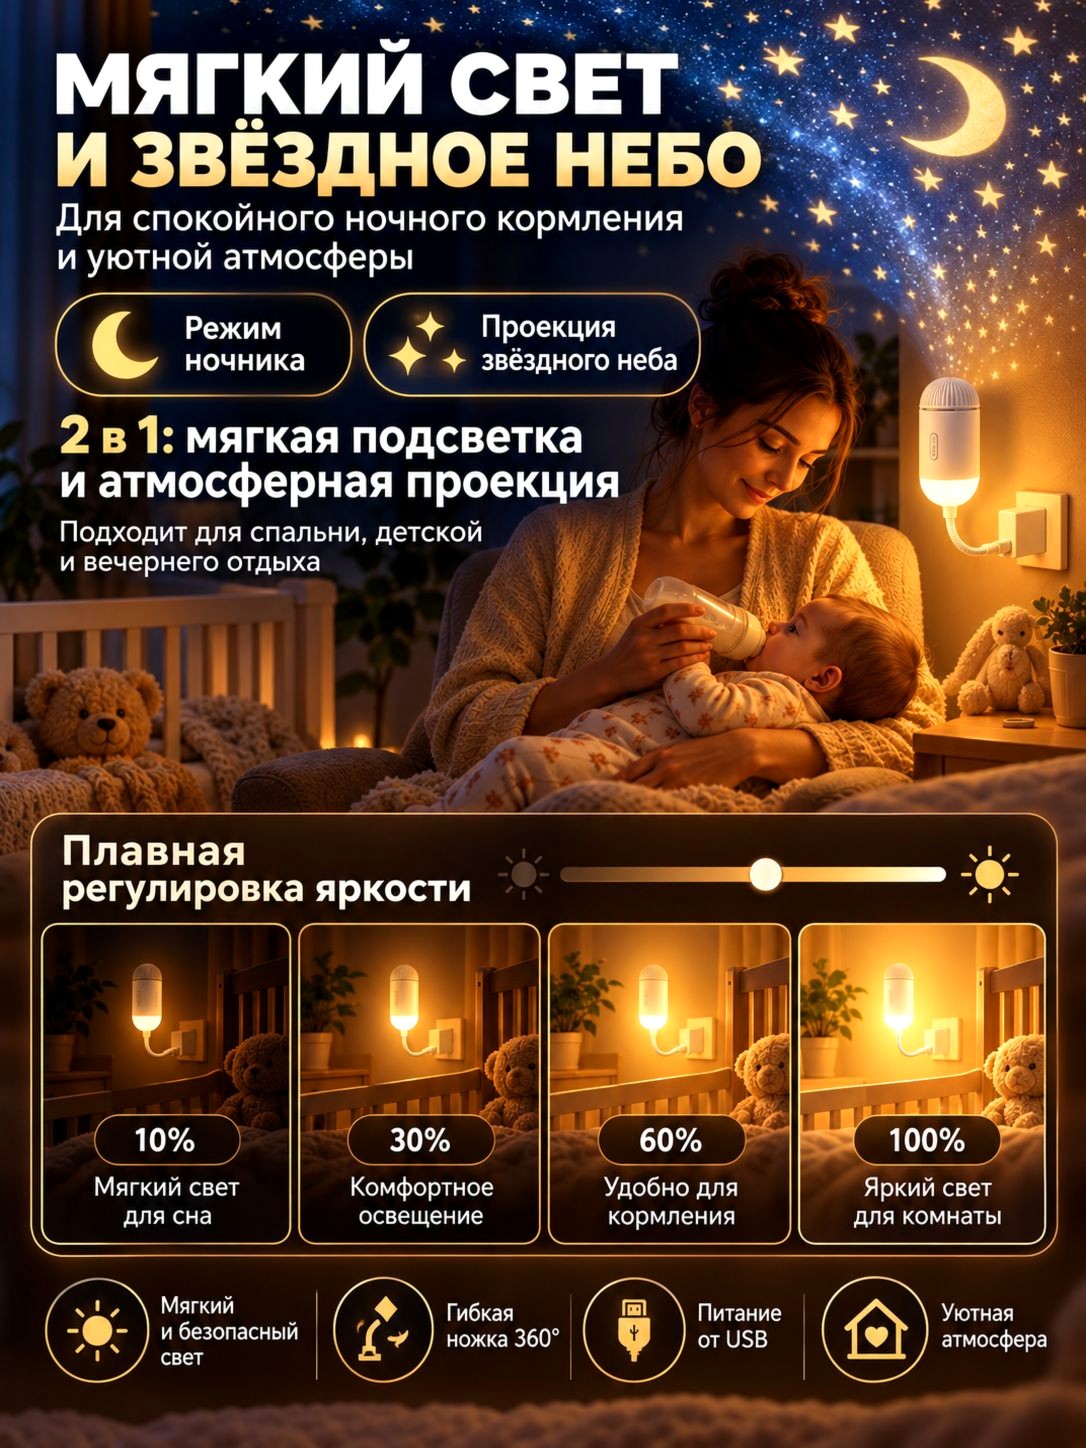 МЯГКИЙ СВЕТ
И ЗВЁЗДНОЕ НЕБО
Для спокойного ночного кормления
и уютной атмосферы
Режим
ночника
Проекция
звёздного неба
2 в 1: мягкая подсветка
и атмосферная проекция
Подходит для спальни, детской
и вечернего отдыха
Плавная
регулировка яркости
10%
Мягкий свет
для сна
30%
Комфортное
освещение
60%
Удобно для
кормления
100%
Яркий свет
для комнаты
Мягкий
и безопасный
свет
Гибкая
ножка 360°
Питание
от USB
Уютная
атмосфера